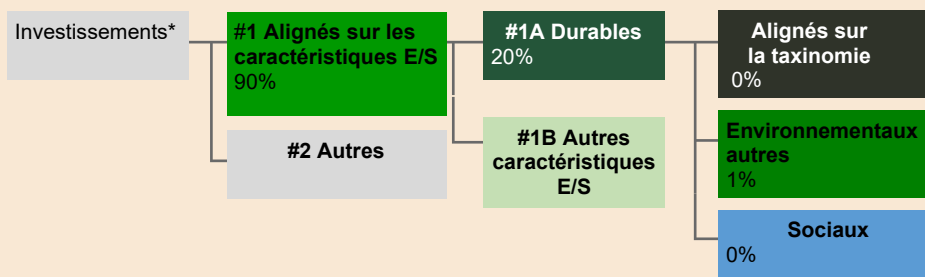 Investissements*
#1 Alignés sur les
caractéristiques E/S
90%
#2 Autres
#1A Durables
20%
#1B Autres
caractéristiques
E/S
Alignés sur
la taxinomie
0%
Environnementaux
autres
1%
Sociaux
0%